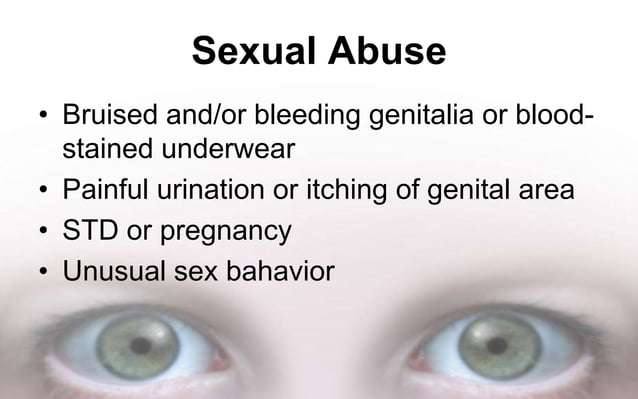 Sexual Abuse
• Bruised and/or bleeding genitalia or blood-
stained underwear
• Painful urination or itching of genital area
• STD or pregnancy
• Unusual sex bahavior